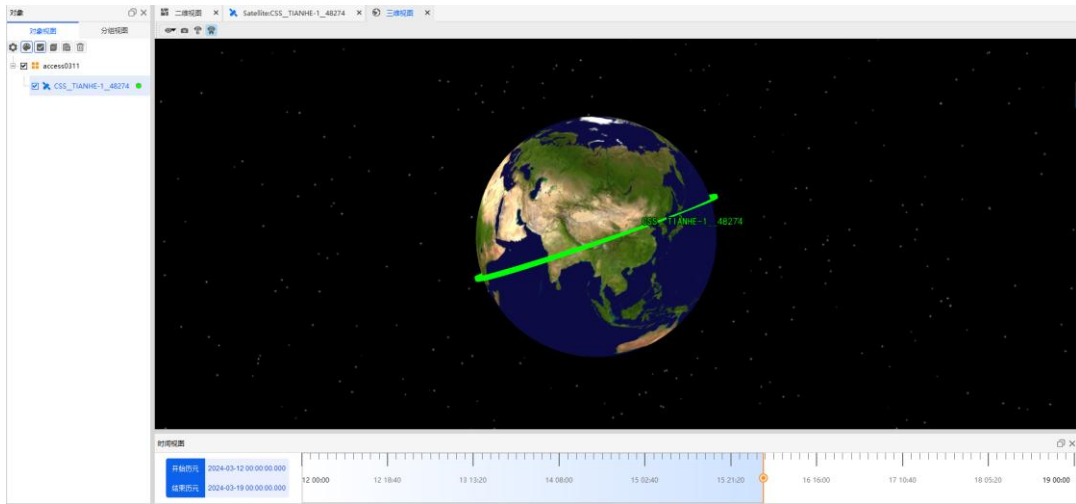 对象
对象视图 分组视图
access0311
CSS_TIANHE-1_48274
二维视图 × Satellite:CSS_TIANHE-1_48274 × 三维视图 ×
CSS__TIANHE-1__48274
时间视图
开始历元 2024-03-12 00:00:00.000
结束历元 2024-03-19 00:00:00.000
12 00:00 12 18:40 13 13:20 14 08:00 15 02:40 15 21:20 16 16:00 17 10:40 18 05:20 19 00:00